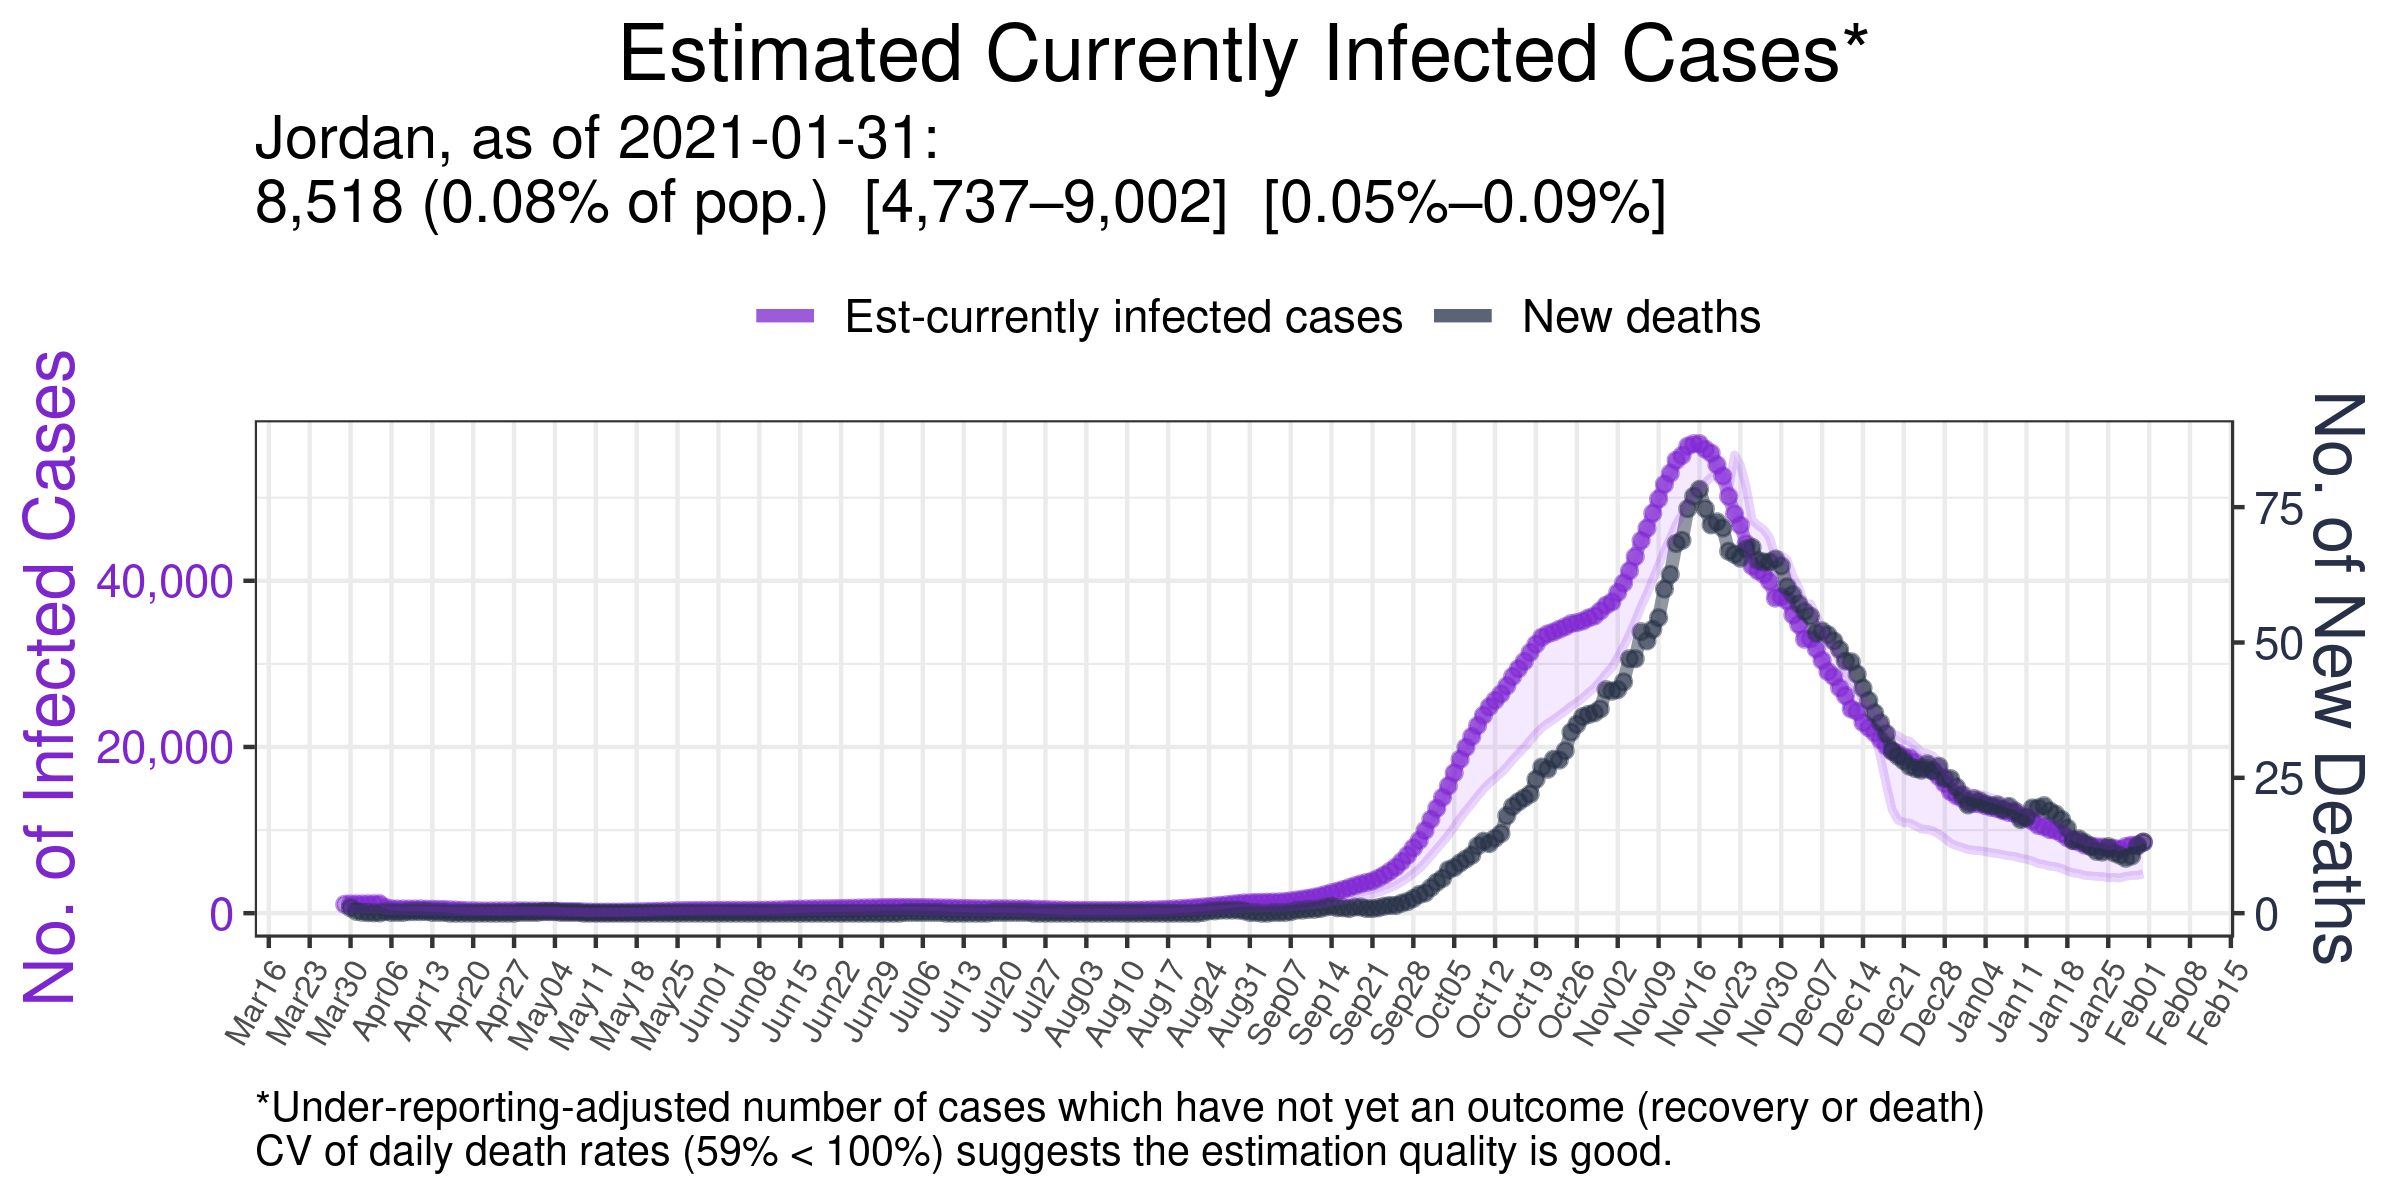 Estimated Currently Infected Cases*
Jordan, as of 2021-01-31:
8,518 (0.08% of pop.)  [4,737–9,002]  [0.05%–0.09%]
Est-currently infected cases
New deaths
No. of Infected Cases
40,000
20,000
0
75
50
25
0
No. of New Deaths
Mar16
Mar23
Mar30
Apr06
Apr13
Apr20
Apr27
May04
May11
May18
May25
Jun01
Jun08
Jun15
Jun22
Jun29
Jul06
Jul13
Jul20
Jul27
Aug03
Aug10
Aug17
Aug24
Aug31
Sep07
Sep14
Sep21
Sep28
Oct05
Oct12
Oct19
Oct26
Nov02
Nov09
Nov16
Nov23
Nov30
Dec07
Dec14
Dec21
Dec28
Jan04
Jan11
Jan18
Jan25
Feb01
Feb08
Feb15
*Under-reporting-adjusted number of cases which have not yet an outcome (recovery or death)
CV of daily death rates (59% < 100%) suggests the estimation quality is good.